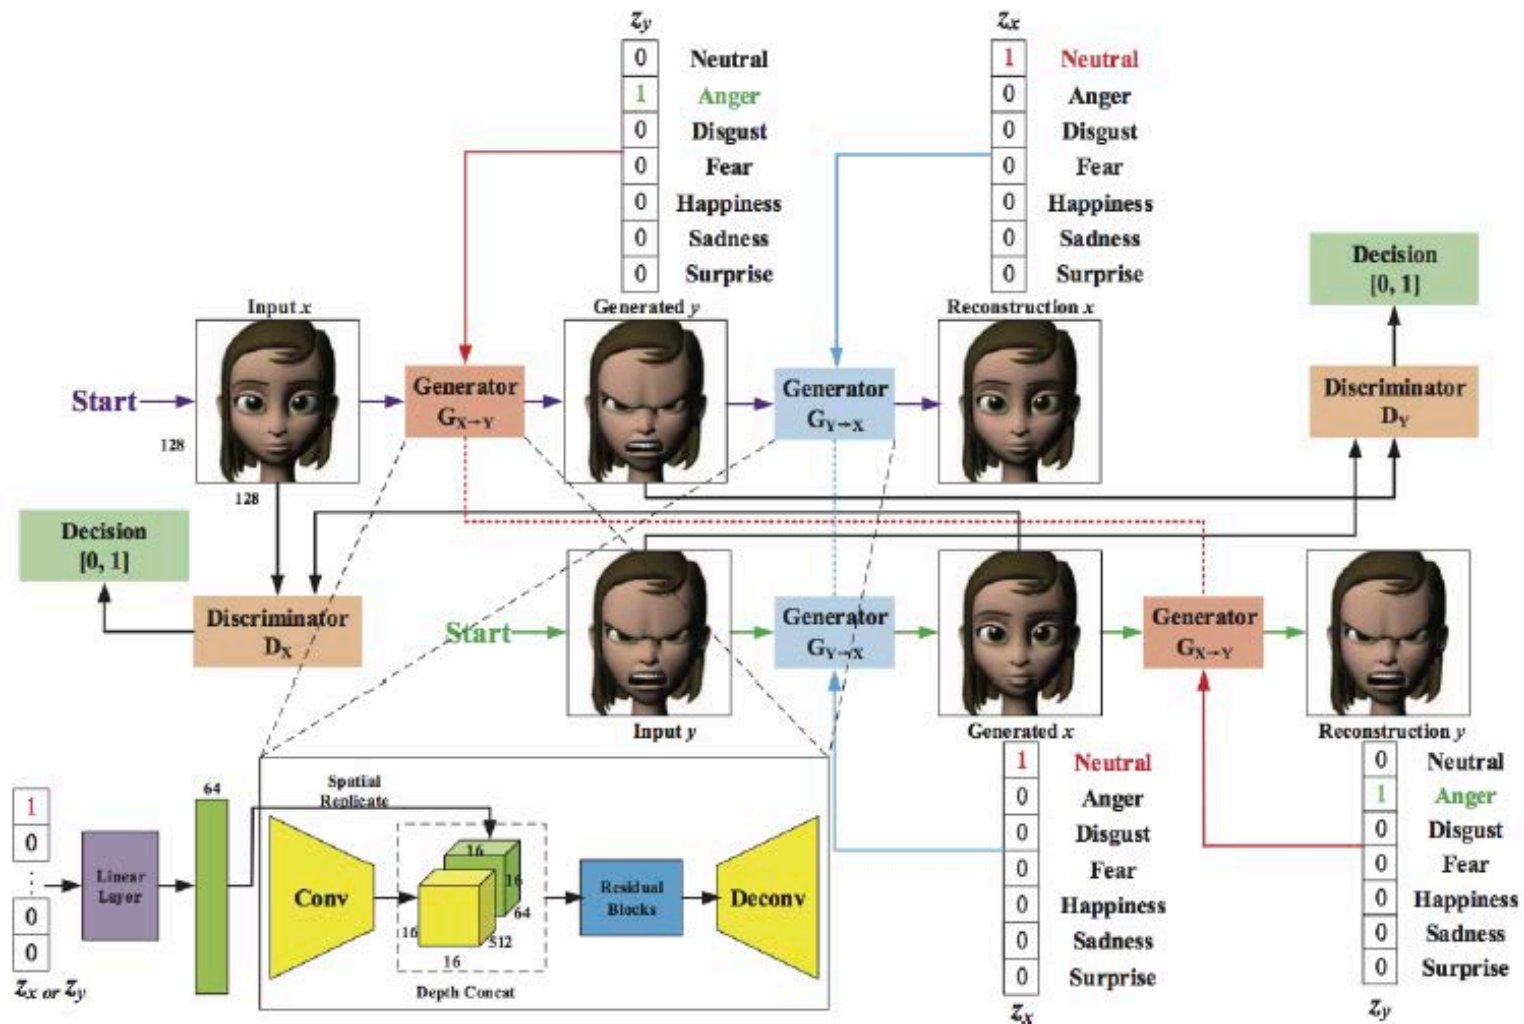 z_y
0 Neutral
1 Anger
0 Disgust
0 Fear
0 Happiness
0 Sadness
0 Surprise
z_x
1 Neutral
0 Anger
0 Disgust
0 Fear
0 Happiness
0 Sadness
0 Surprise
Input x
Generated y
Reconstruction x
Decision
[0, 1]
Start
128
128
Generator
G_X→Y
Generator
G_Y→X
Discriminator
D_Y
Decision
[0, 1]
Discriminator
D_X
Start
Generator
G_Y→X
Generator
G_X→Y
Input y
Generated x
Reconstruction y
1 Neutral
0 Anger
0 Disgust
0 Fear
0 Happiness
0 Sadness
0 Surprise
z_x
0 Neutral
1 Anger
0 Disgust
0 Fear
0 Happiness
0 Sadness
0 Surprise
z_y
1
0
⋮
0
0
z_x or z_y
Linear
Layer
64
Spatial
Replicate
Conv
16
16
64
16
512
16
Depth Concat
Residual
Blocks
Deconv